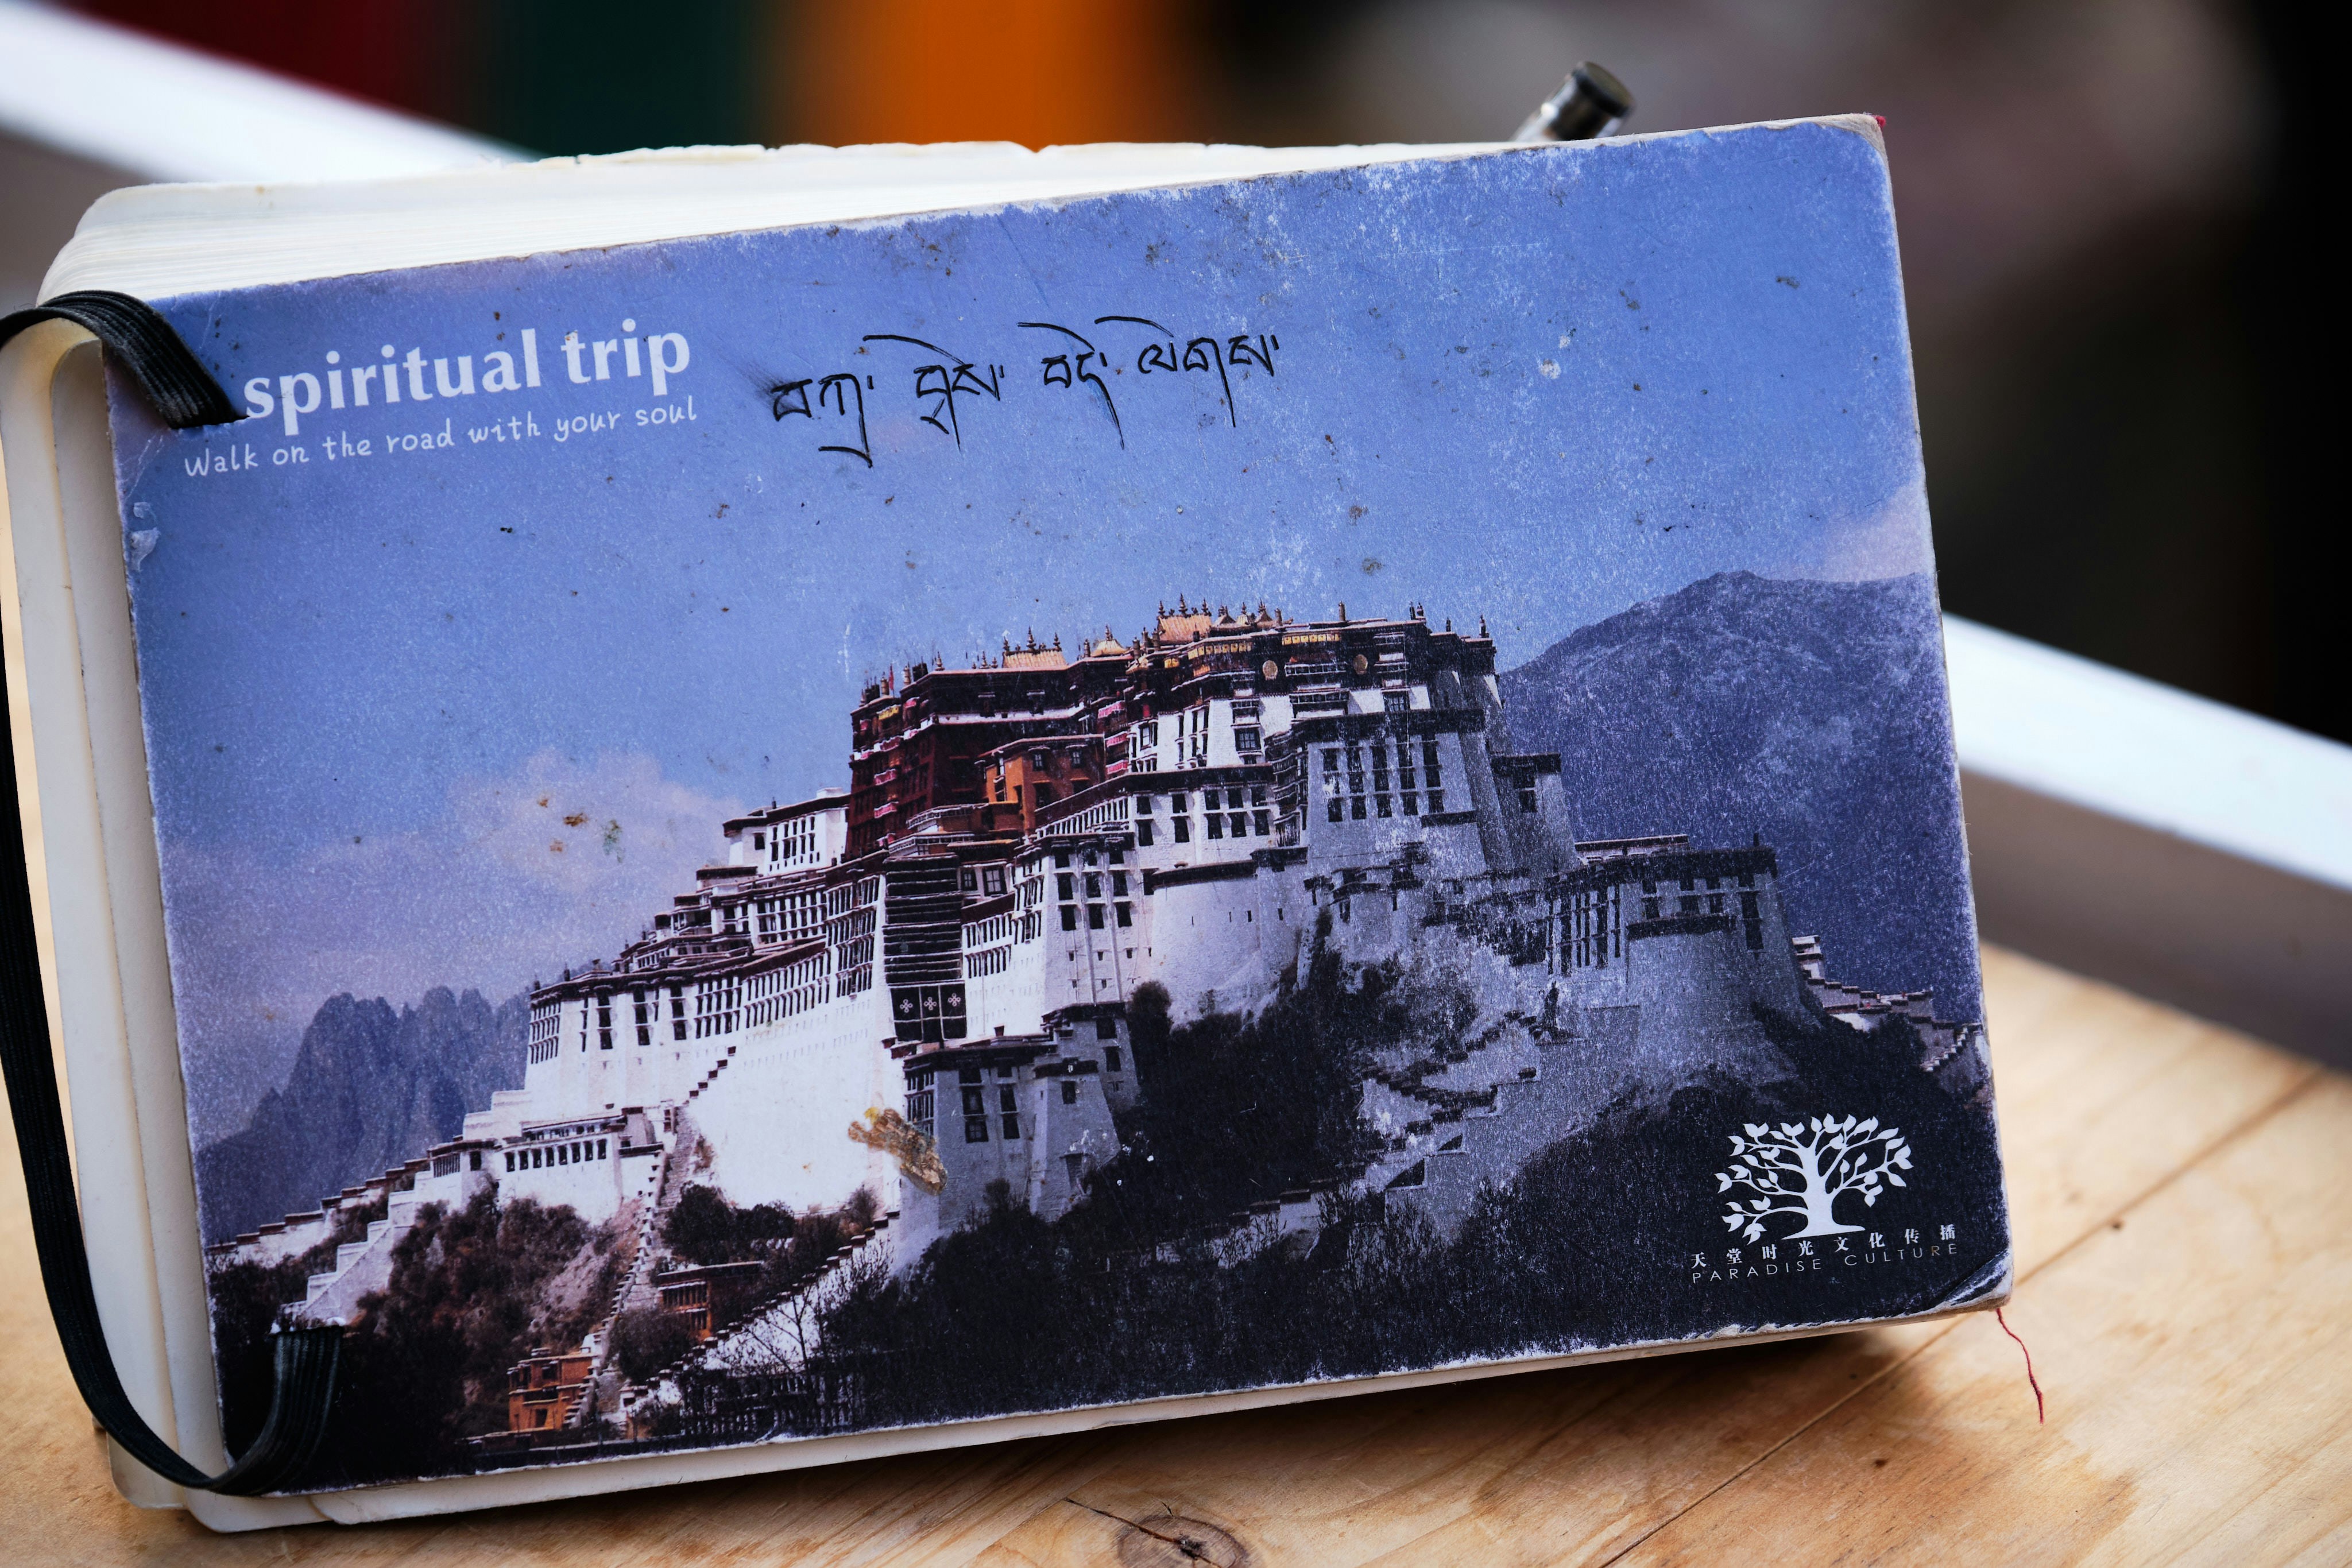 spiritual trip
Walk on the road with your soul
བཀྲ་ ཤིས་ བདེ་ ལེགས་
天堂时光文化传播
PARADISE CULTURE